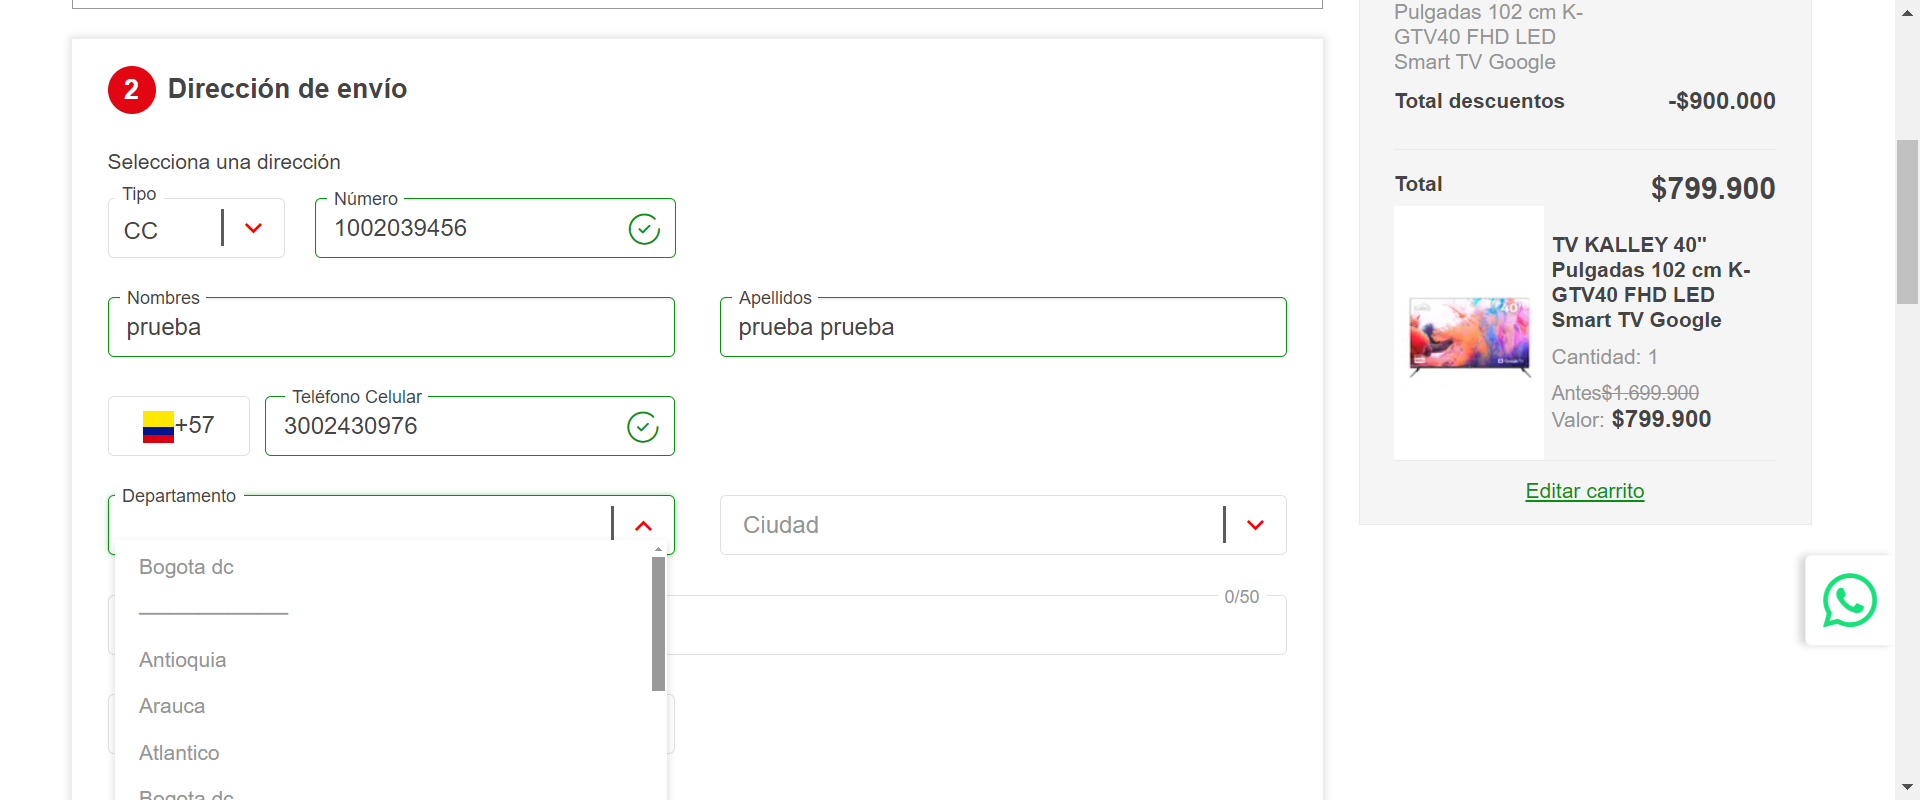 2 Dirección de envío
Selecciona una dirección
Tipo
CC
Número
1002039456
Nombres
prueba
Apellidos
prueba prueba
+57
Teléfono Celular
3002430976
Departamento
Ciudad
Bogota dc
Antioquia
Arauca
Atlantico
Bogota dc
0/50
Pulgadas 102 cm K-
GTV40 FHD LED
Smart TV Google
Total descuentos -$900.000
Total $799.900
TV KALLEY 40"
Pulgadas 102 cm K-
GTV40 FHD LED
Smart TV Google
Cantidad: 1
Antes$1.699.900
Valor: $799.900
Editar carrito